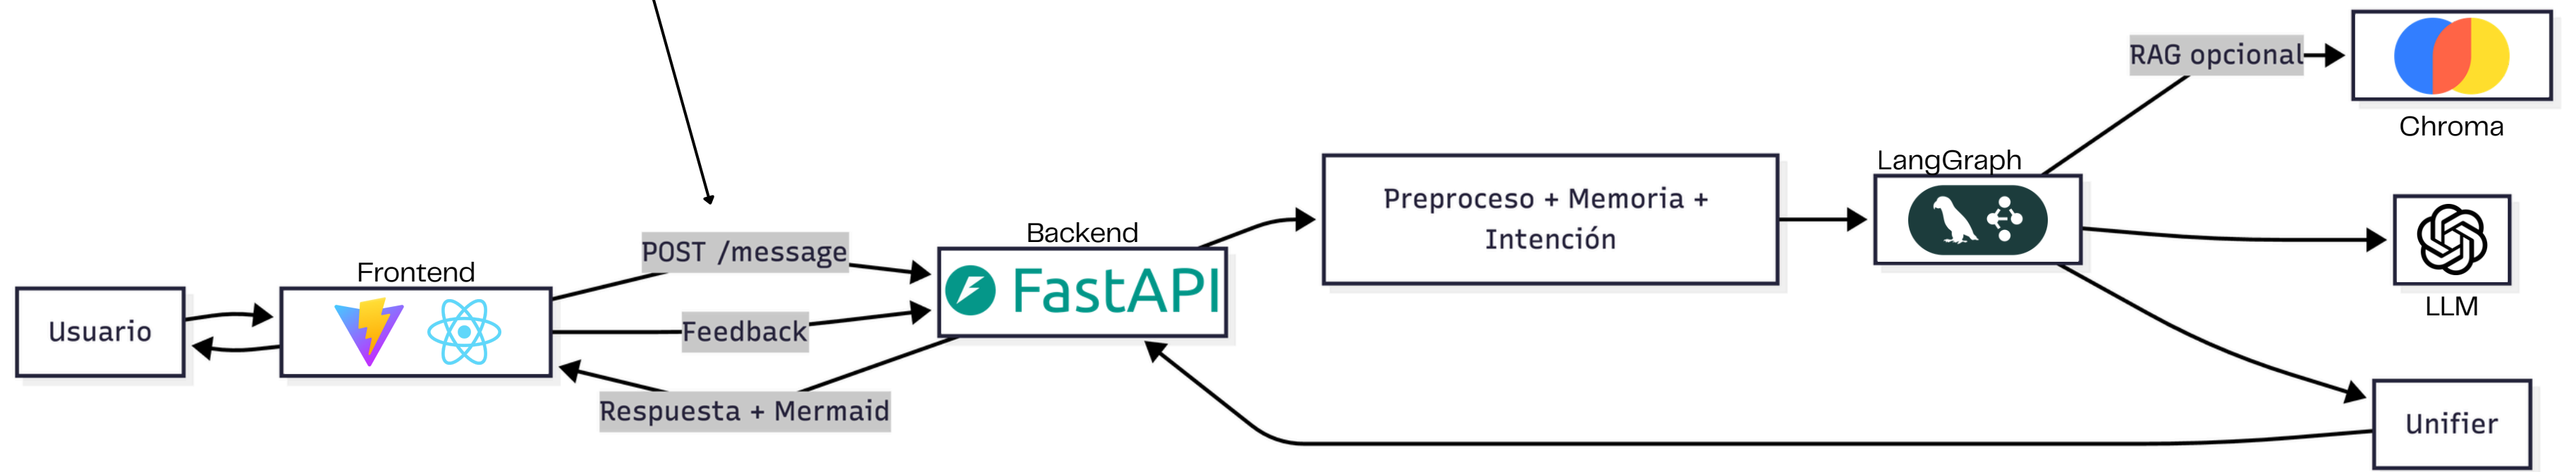 RAG opcional
Chroma
LangGraph
Preproceso + Memoria +
Intención
Backend
POST /message
FastAPI
Frontend
LLM
Usuario
Feedback
Respuesta + Mermaid
Unifier